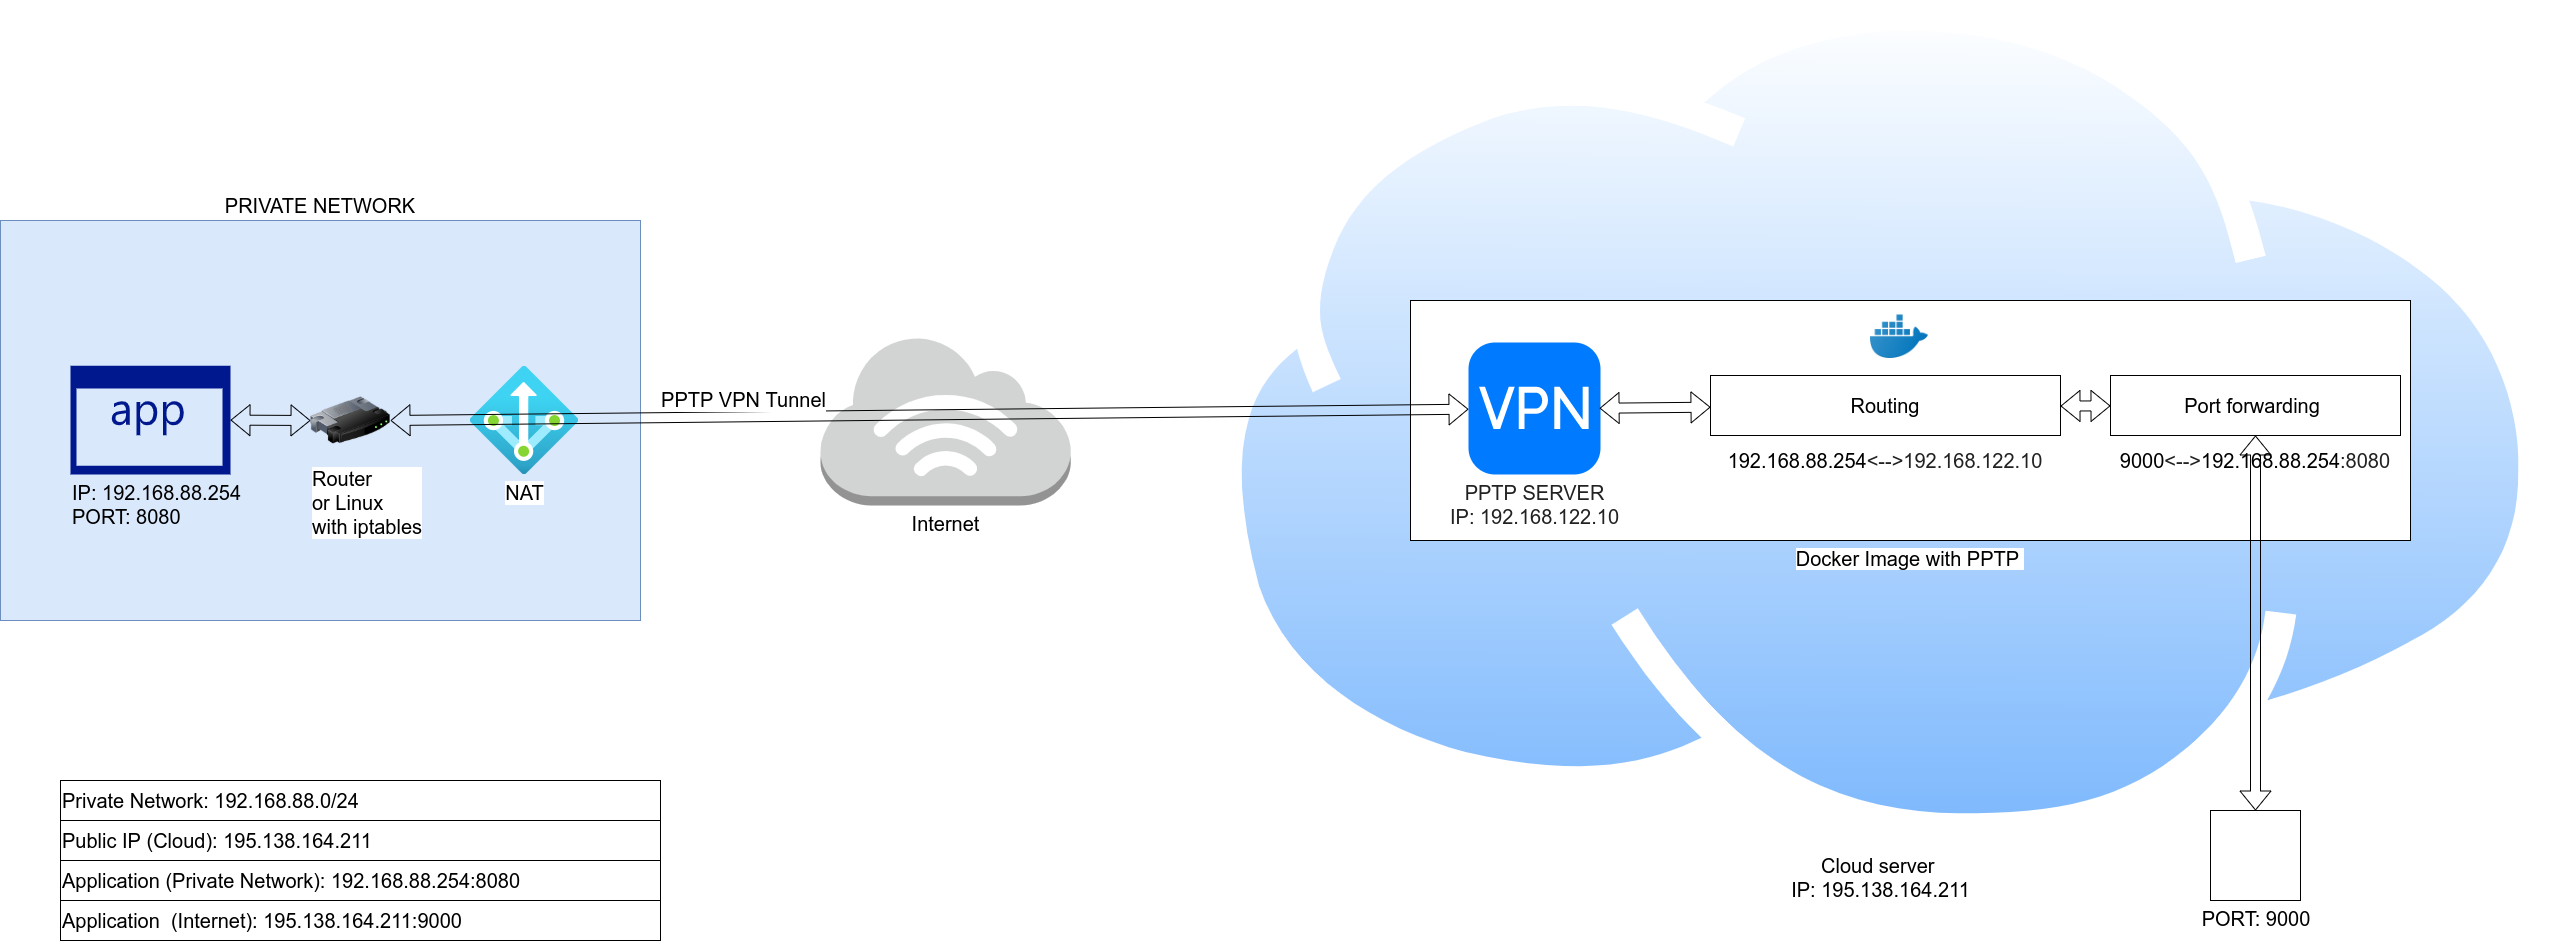 PRIVATE NETWORK
app
IP: 192.168.88.254
PORT: 8080
Router
or Linux
with iptables
NAT
PPTP VPN Tunnel
Internet
VPN
PPTP SERVER
IP: 192.168.122.10
Routing
192.168.88.254<-->192.168.122.10
Port forwarding
9000<-->192.168.88.254:8080
Docker Image with PPTP
Private Network: 192.168.88.0/24
Public IP (Cloud): 195.138.164.211
Application (Private Network): 192.168.88.254:8080
Application  (Internet): 195.138.164.211:9000
Cloud server
IP: 195.138.164.211
PORT: 9000